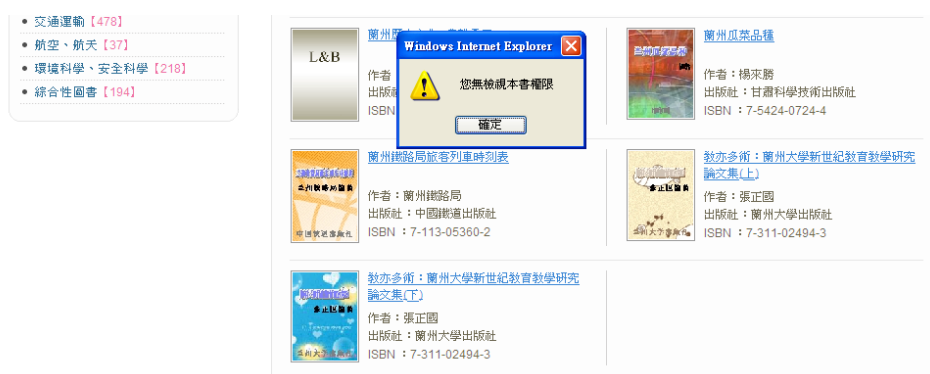 交通運輸【478】
航空、航天【37】
環境科學、安全科學【218】
綜合性圖書【194】
L&B
蘭州
作者
出版
ISBN
Windows Internet Explorer
您無檢視本書權限
確定
蘭州瓜菜品種
作者：楊來勝
出版社：甘肅科學技術出版社
ISBN ：7-5424-0724-4
蘭州鐵路局旅客列車時刻表
作者：蘭州鐵路局
出版社：中國鐵道出版社
ISBN ：7-113-05360-2
教亦多術：蘭州大學新世紀教育教學研究
論文集(上)
作者：張正國
出版社：蘭州大學出版社
ISBN ：7-311-02494-3
教亦多術：蘭州大學新世紀教育教學研究
論文集(下)
作者：張正國
出版社：蘭州大學出版社
ISBN ：7-311-02494-3